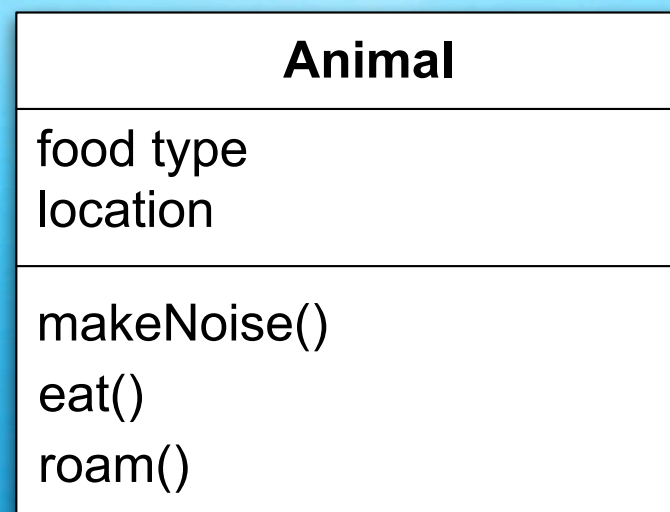 Animal
food type
location
makeNoise()
eat()
roam()